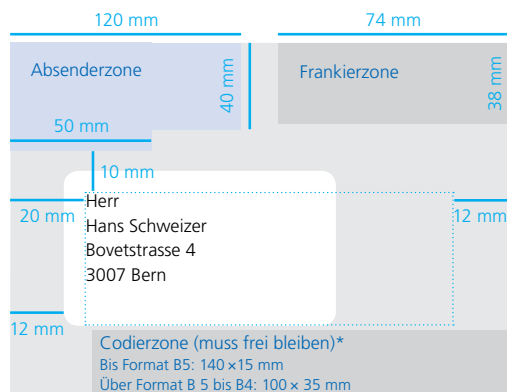 120 mm
74 mm
Absenderzone
40 mm
Frankierzone
38 mm
50 mm
10 mm
20 mm
Herr
Hans Schweizer
Bovetstrasse 4
3007 Bern
12 mm
12 mm
Codierzone (muss frei bleiben)*
Bis Format B5: 140 × 15 mm
Über Format B 5 bis B4: 100 × 35 mm